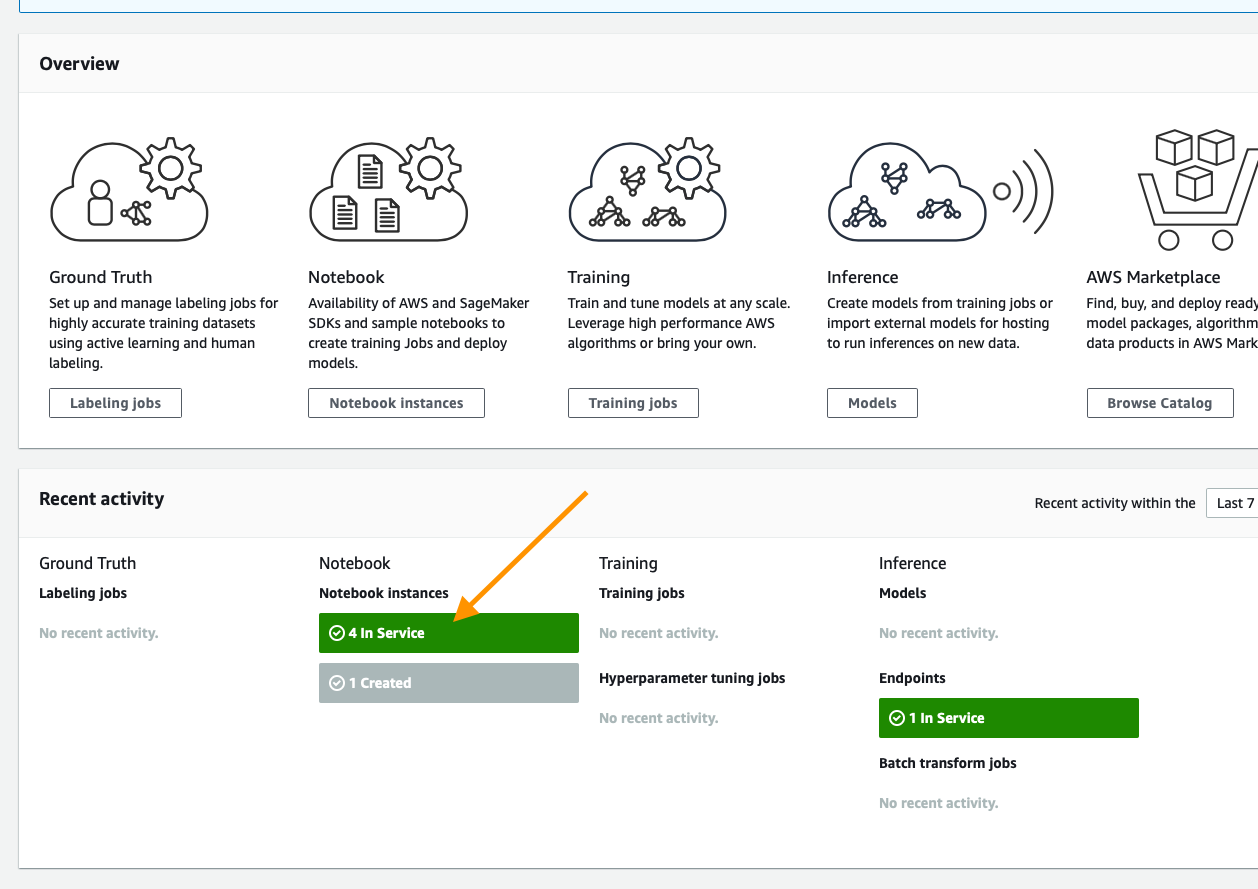 Overview
Ground Truth
Set up and manage labeling jobs for
highly accurate training datasets
using active learning and human
labeling.
Labeling jobs
Notebook
Availability of AWS and SageMaker
SDKs and sample notebooks to
create training Jobs and deploy
models.
Notebook instances
Training
Train and tune models at any scale.
Leverage high performance AWS
algorithms or bring your own.
Training jobs
Inference
Create models from training jobs or
import external models for hosting
to run inferences on new data.
Models
AWS Marketplace
Find, buy, and deploy ready
model packages, algorithm
data products in AWS Mark
Browse Catalog
Recent activity
Recent activity within the
Last 7
Ground Truth
Labeling jobs
No recent activity.
Notebook
Notebook instances
4 In Service
1 Created
Training
Training jobs
No recent activity.
Hyperparameter tuning jobs
No recent activity.
Inference
Models
No recent activity.
Endpoints
1 In Service
Batch transform jobs
No recent activity.